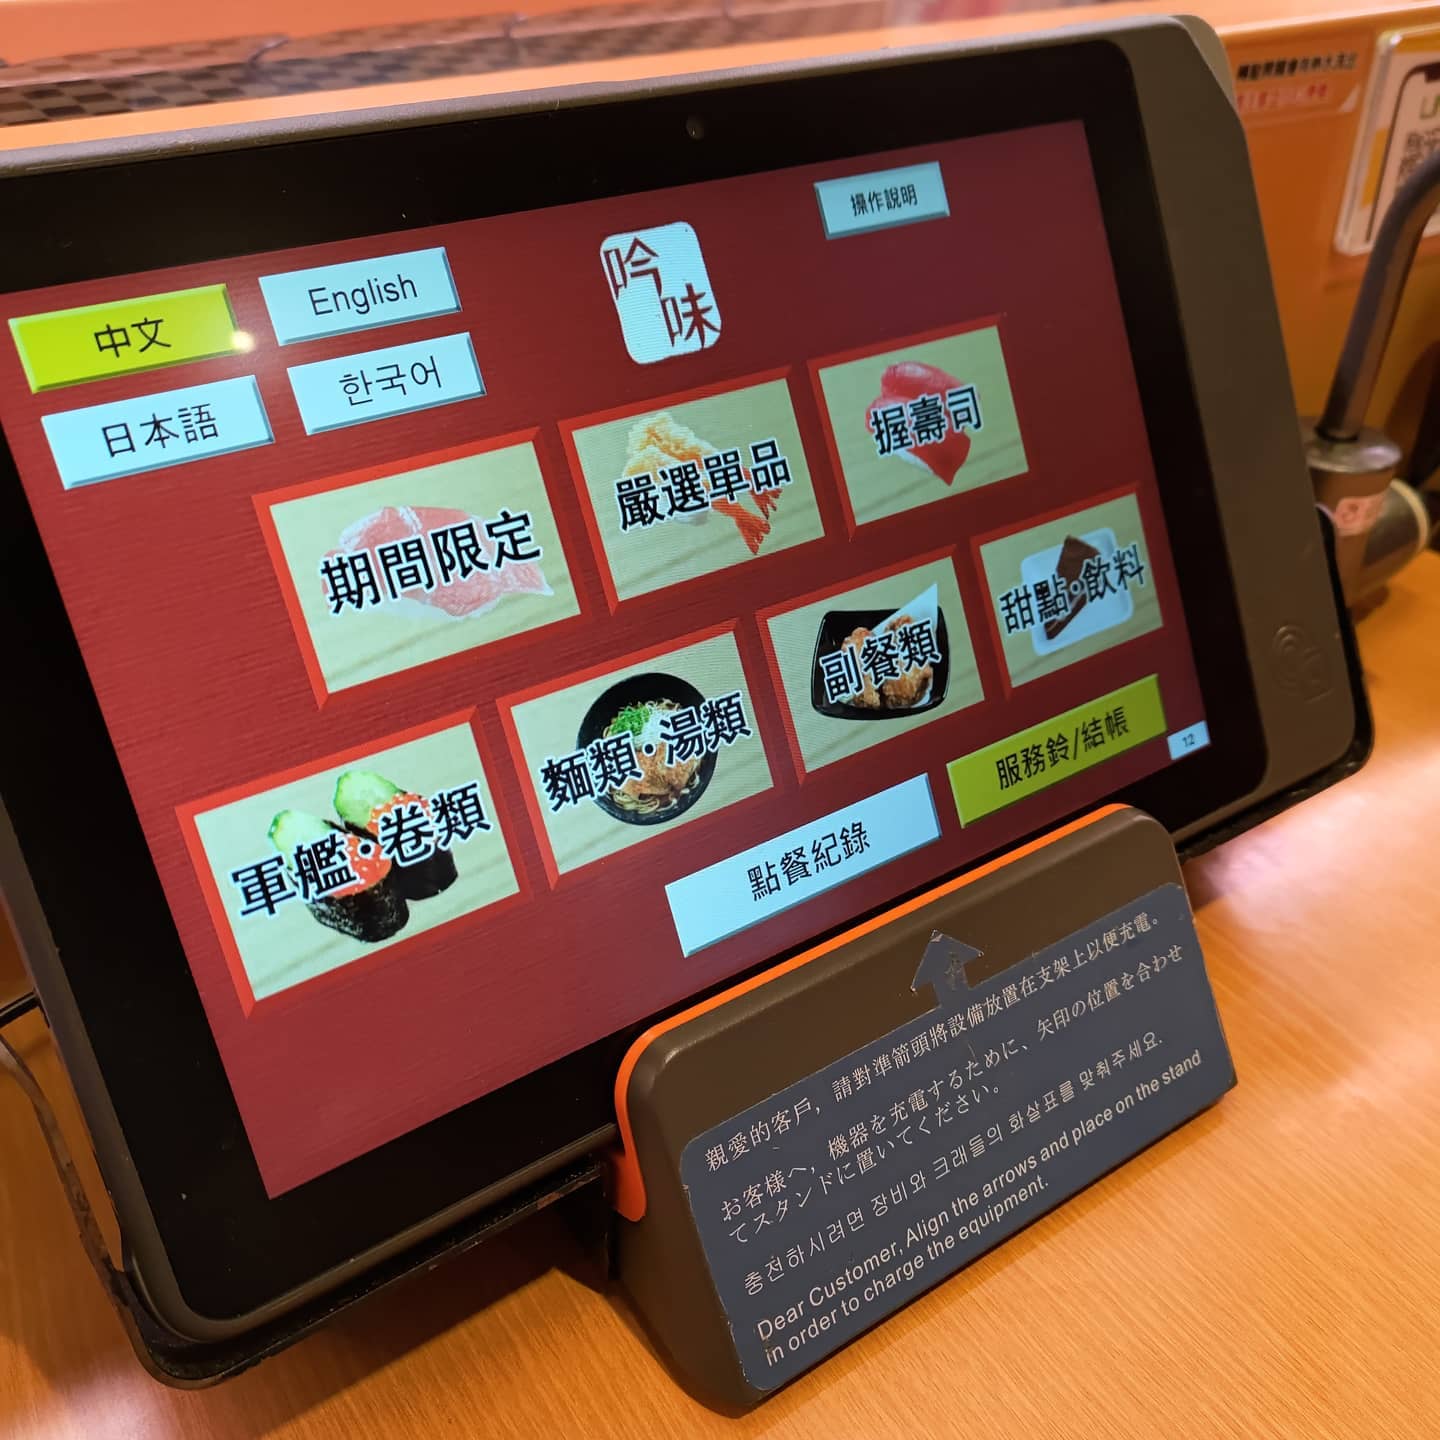 中文
English
日本語
한국어
吟味
操作說明
期間限定
嚴選單品
握壽司
軍艦·卷類
麵類·湯類
副餐類
甜點·飲料
點餐紀錄
服務鈴/結帳
12
親愛的客戶，請對準箭頭將設備放置在支架上以便充電。
お客様へ，機器を充電するために、矢印の位置を合わせ
てスタンドに置いてください。
충전하시려면 장비와 크래들의 화살표를 맞춰주세요.
Dear Customer, Align the arrows and place on the stand
in order to charge the equipment.